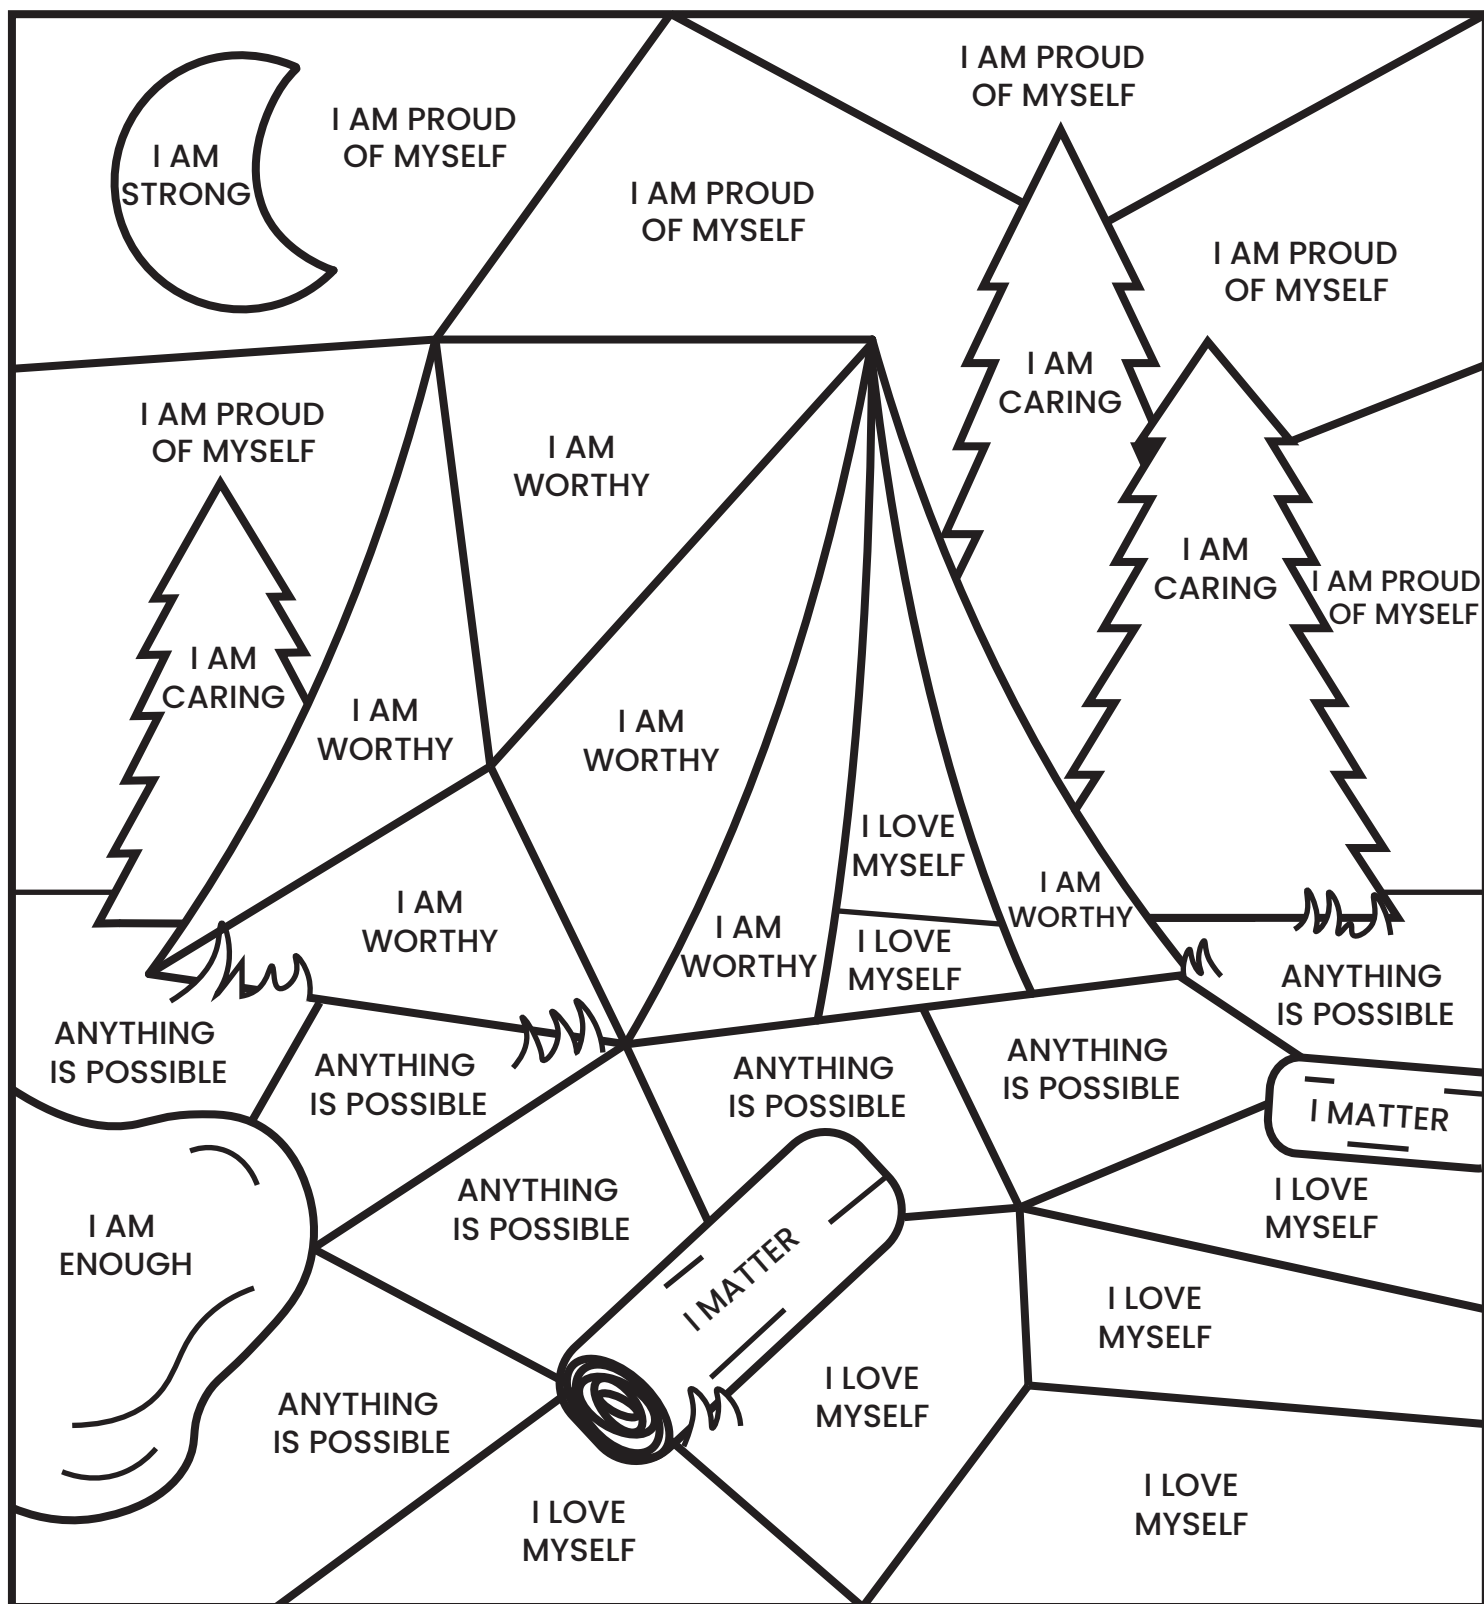 I AM PROUD
OF MYSELF
I AM PROUD
OF MYSELF
I AM
STRONG
I AM PROUD
OF MYSELF
I AM PROUD
OF MYSELF
I AM
CARING
I AM PROUD
OF MYSELF
I AM
WORTHY
I AM
CARING
I AM PROUD
OF MYSELF
I AM
CARING
I AM
WORTHY
I AM
WORTHY
I LOVE
MYSELF
I AM
WORTHY
I AM
WORTHY
I AM
WORTHY
I LOVE
MYSELF
ANYTHING
IS POSSIBLE
ANYTHING
IS POSSIBLE
ANYTHING
IS POSSIBLE
ANYTHING
IS POSSIBLE
ANYTHING
IS POSSIBLE
I MATTER
ANYTHING
IS POSSIBLE
I LOVE
MYSELF
I AM
ENOUGH
I MATTER
I LOVE
MYSELF
I LOVE
MYSELF
ANYTHING
IS POSSIBLE
I LOVE
MYSELF
I LOVE
MYSELF